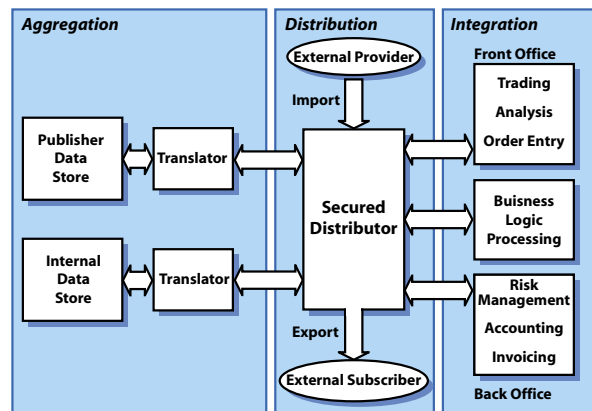 Aggregation
Publisher
Data
Store
Translator
Internal
Data
Store
Translator
Distribution
External Provider
Import
Secured
Distributor
Export
External Subscriber
Integration
Front Office
Trading
Analysis
Order Entry
Buisness
Logic
Processing
Risk
Management
Accounting
Invoicing
Back Office